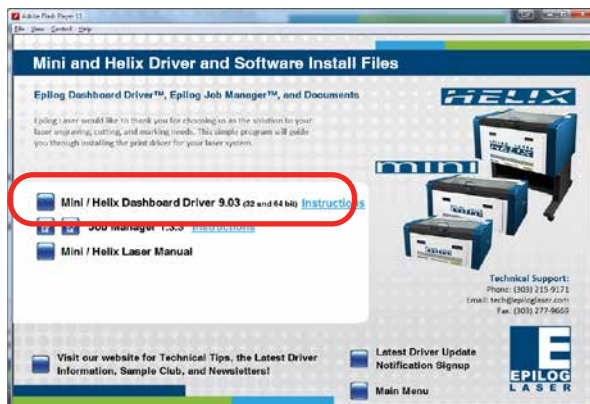 Adobe Flash Player 11
File View Control Help
Mini and Helix Driver and Software Install Files
Epilog Dashboard Driver™, Epilog Job Manager™, and Documents
HELIX
Epilog Laser would like to thank you for choosing us as the solution to your
laser engraving, cutting, and marking needs. This simple program will guide
you through installing the print driver for your laser system.
mini
Mini / Helix Dashboard Driver 9.03 (32 and 64 bit) Instructions
Job Manager 1.3.3 Instructions
Mini / Helix Laser Manual
Technical Support:
Phone: (303) 215-9171
Email: tech@epiloglaser.com
Fax: (303) 277-9669
Visit our website for Technical Tips, the Latest Driver
Information, Sample Club, and Newsletters!
Latest Driver Update
Notification Signup
Main Menu
E
EPILOG
LASER